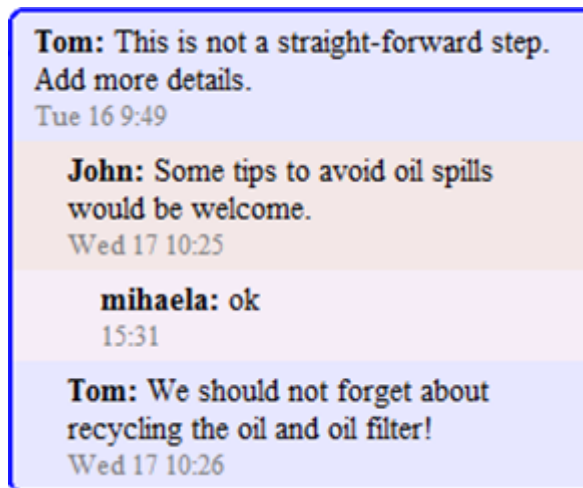 Tom: This is not a straight-forward step.
Add more details.
Tue 16 9:49
John: Some tips to avoid oil spills
would be welcome.
Wed 17 10:25
mihaela: ok
15:31
Tom: We should not forget about
recycling the oil and oil filter!
Wed 17 10:26